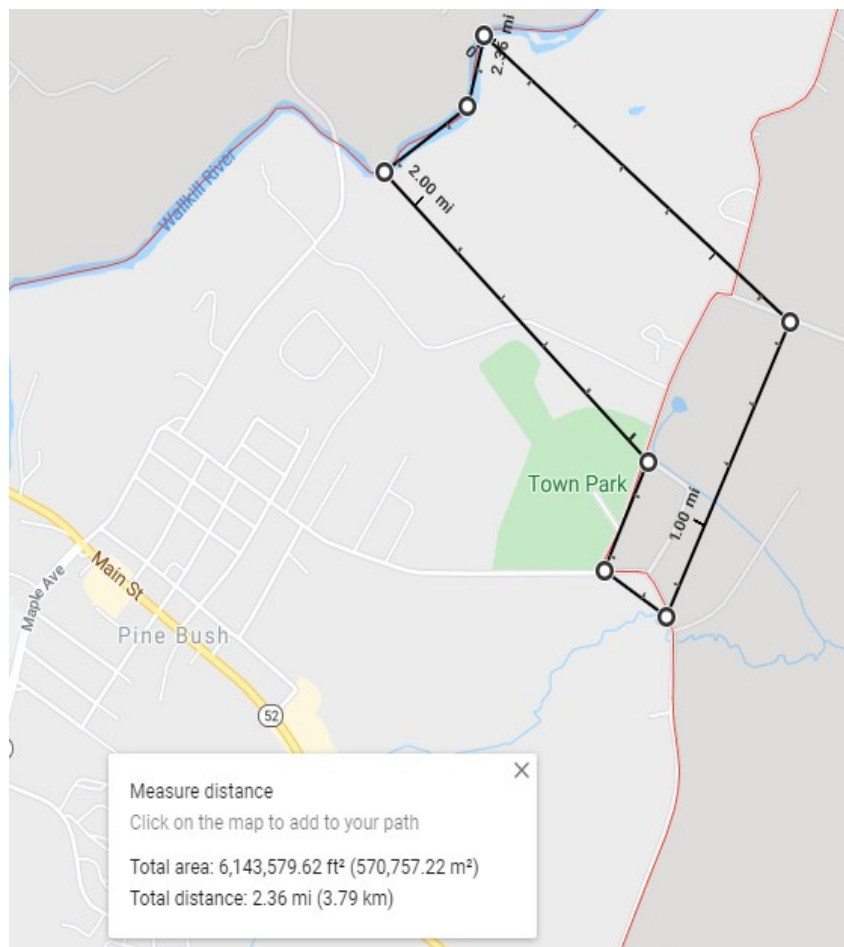 0
2.36 mi
Wallkill River
2.00 mi
Town Park
1.00 mi
Main St
Maple Ave
Pine Bush
52
Measure distance
Click on the map to add to your path
Total area: 6,143,579.62 ft² (570,757.22 m²)
Total distance: 2.36 mi (3.79 km)